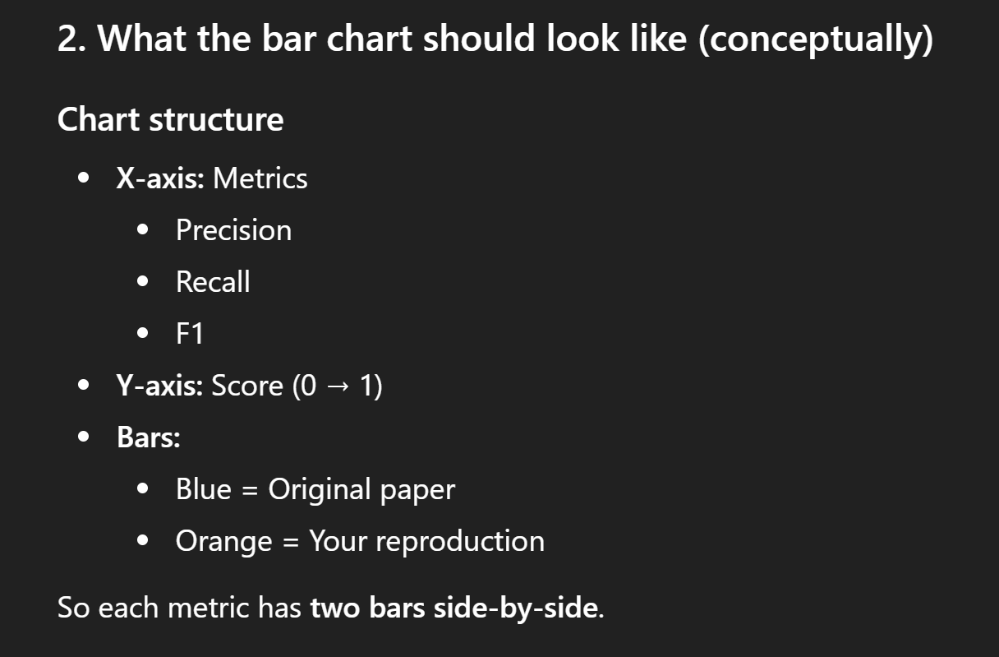 2. What the bar chart should look like (conceptually)
Chart structure
• X-axis: Metrics
• Precision
• Recall
• F1
• Y-axis: Score (0 → 1)
• Bars:
• Blue = Original paper
• Orange = Your reproduction
So each metric has two bars side-by-side.